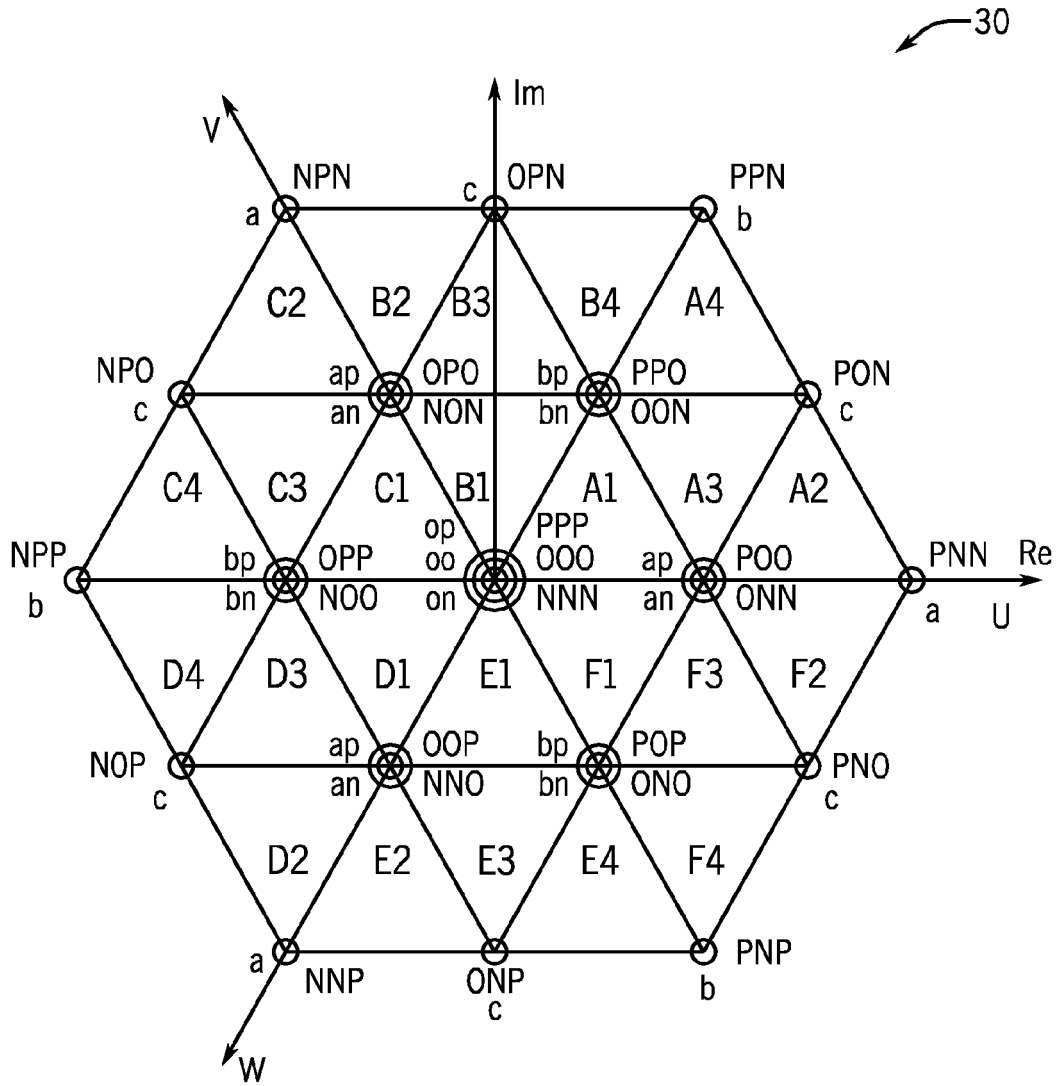 30
Im
V
NPN
OPN
PPN
a
c
b
C2
B2
B3
B4
A4
NPO
ap
OPO
bp
PPO
PON
c
an
NON
bn
OON
c
C4
C3
C1
B1
A1
A3
A2
op
PPP
NPP
bp
OPP
oo
OOO
ap
POO
PNN
Re
b
bn
NOO
on
NNN
an
ONN
a
U
D4
D3
D1
E1
F1
F3
F2
NOP
ap
OOP
bp
POP
PNO
c
an
NNO
bn
ONO
c
D2
E2
E3
E4
F4
a
NNP
ONP
PNP
c
b
W